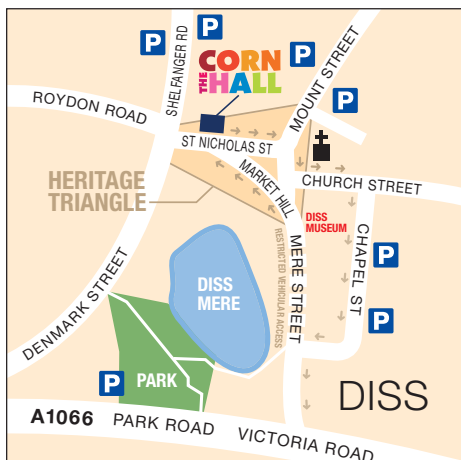 P
P
P
P
SHELFANGER RD
THE
CORN
HALL
MOUNT STREET
ROYDON ROAD
ST NICHOLAS ST
HERITAGE
TRIANGLE
MARKET HILL
CHURCH STREET
DISS
MUSEUM
RESTRICTED VEHICULAR ACCESS
MERE STREET
CHAPEL ST
P
P
DISS
MERE
DENMARK STREET
P
PARK
DISS
A1066 PARK ROAD VICTORIA ROAD